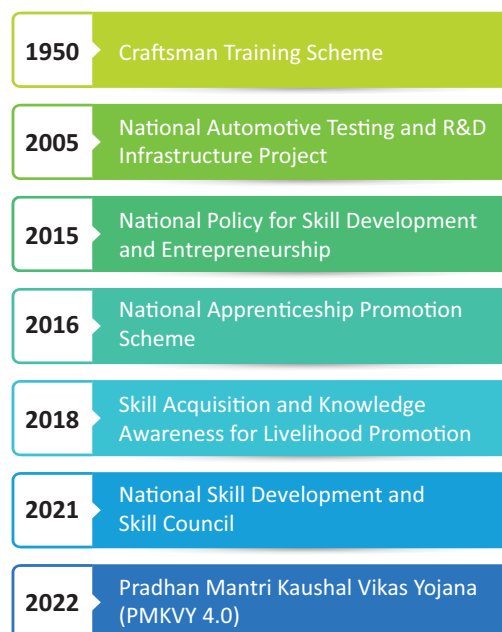 1950
Craftsman Training Scheme
2005
National Automotive Testing and R&D
Infrastructure Project
2015
National Policy for Skill Development
and Entrepreneurship
2016
National Apprenticeship Promotion
Scheme
2018
Skill Acquisition and Knowledge
Awareness for Livelihood Promotion
2021
National Skill Development and
Skill Council
2022
Pradhan Mantri Kaushal Vikas Yojana
(PMKVY 4.0)